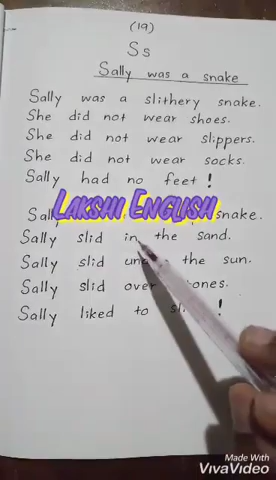 (19)
Ss
Sally was a snake
Sally was a slithery snake.
She did not wear shoes.
She did not wear slippers.
She did not wear socks.
Sally had no feet !
LAKSHI ENGLISH
snake.
Sally slid in the sand.
Sally slid the sun.
Sally slid over
Sally liked to !
Made With
VivaVideo